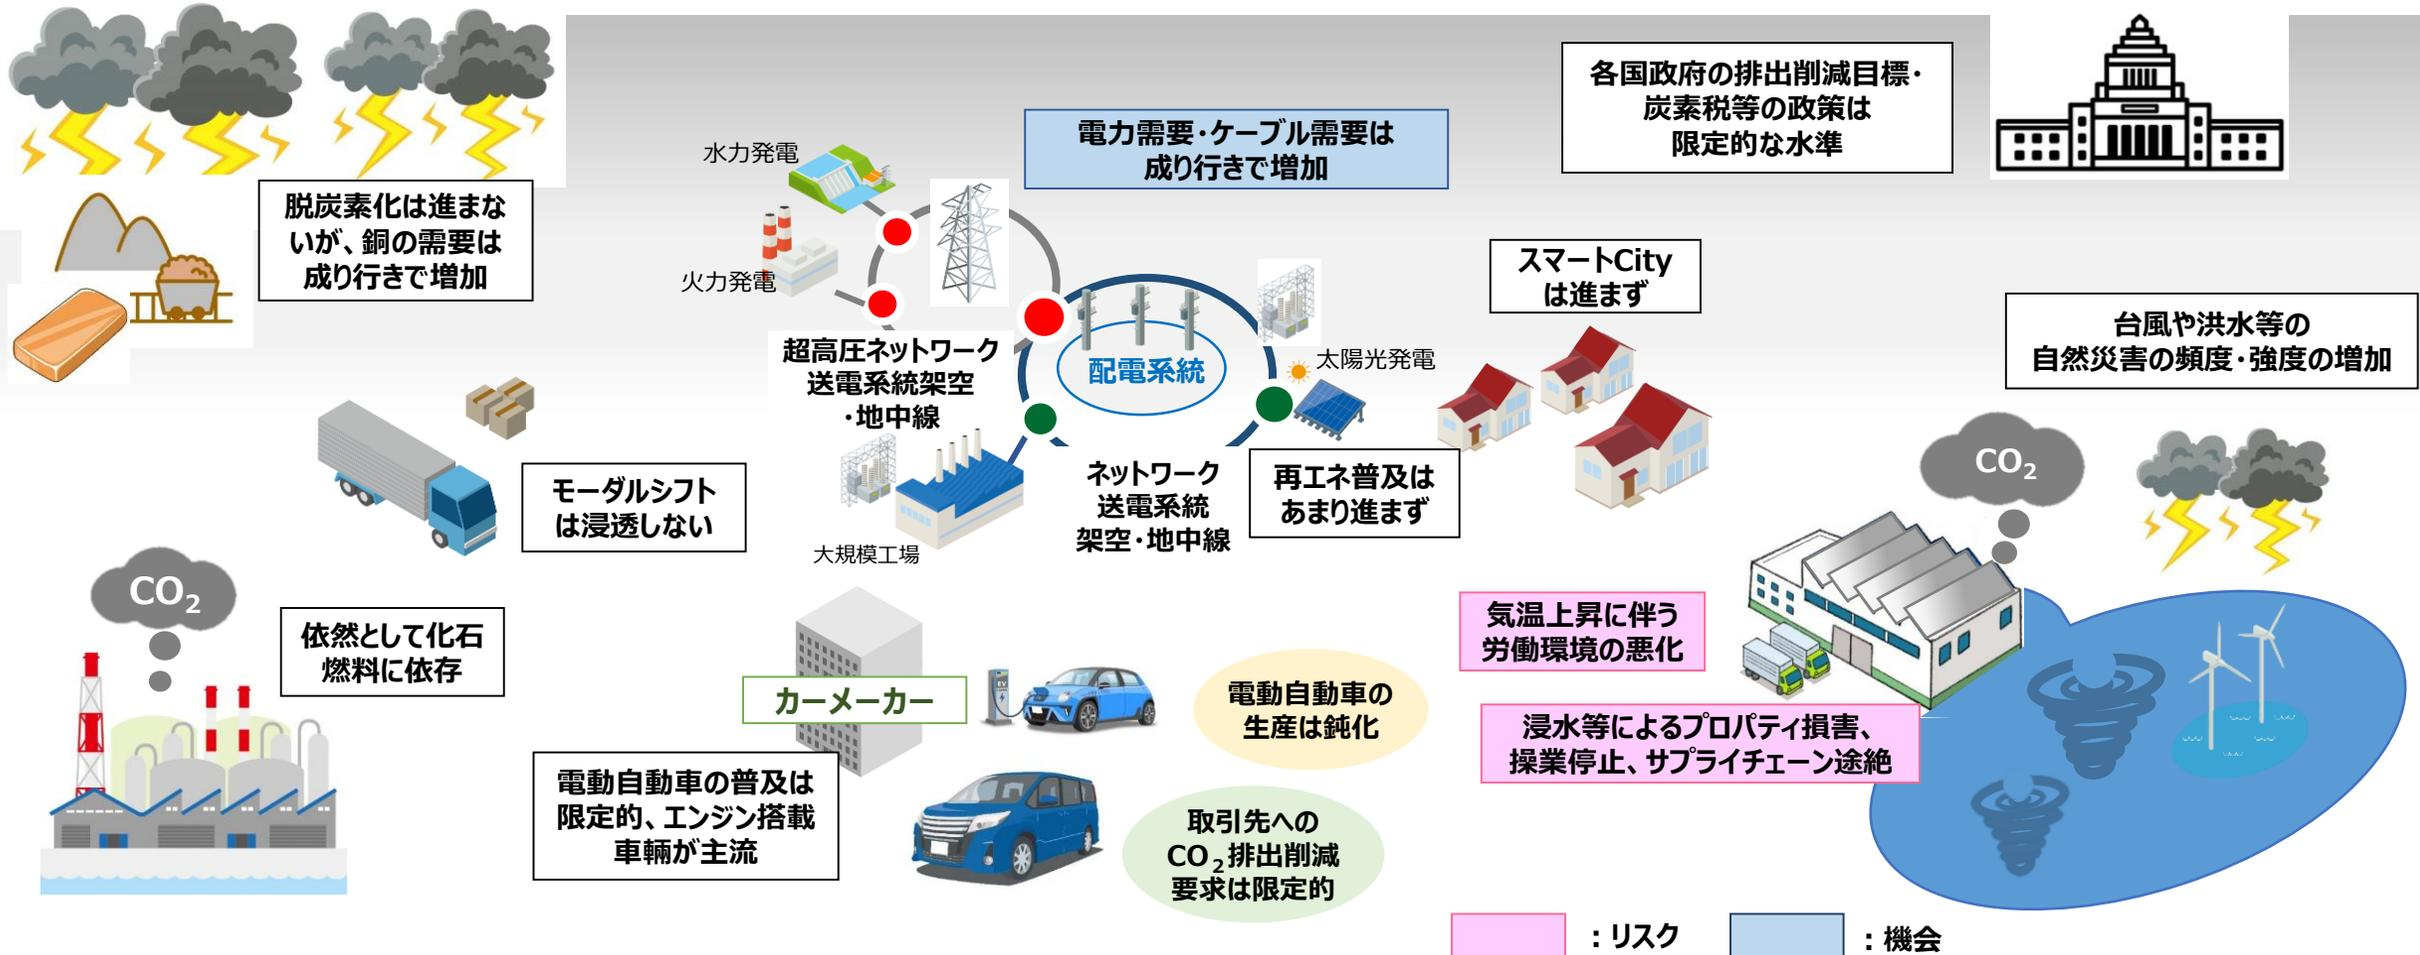 各国政府の排出削減目標・
炭素税等の政策は
限定的な水準
電力需要・ケーブル需要は
成り行きで増加
水力発電
脱炭素化は進まな
いが、銅の需要は
成り行きで増加
火力発電
スマートCity
は進まず
台風や洪水等の
自然災害の頻度・強度の増加
超高圧ネットワーク
送電系統架空
・地中線
配電系統
太陽光発電
モーダルシフト
は浸透しない
ネットワーク
送電系統
架空・地中線
再エネ普及は
あまり進まず
大規模工場
CO₂
CO₂
依然として化石
燃料に依存
気温上昇に伴う
労働環境の悪化
カーメーカー
EV
電動自動車の
生産は鈍化
浸水等によるプロパティ損害、
操業停止、サプライチェーン途絶
電動自動車の普及は
限定的、エンジン搭載
車輌が主流
取引先への
CO₂排出削減
要求は限定的
：リスク
：機会